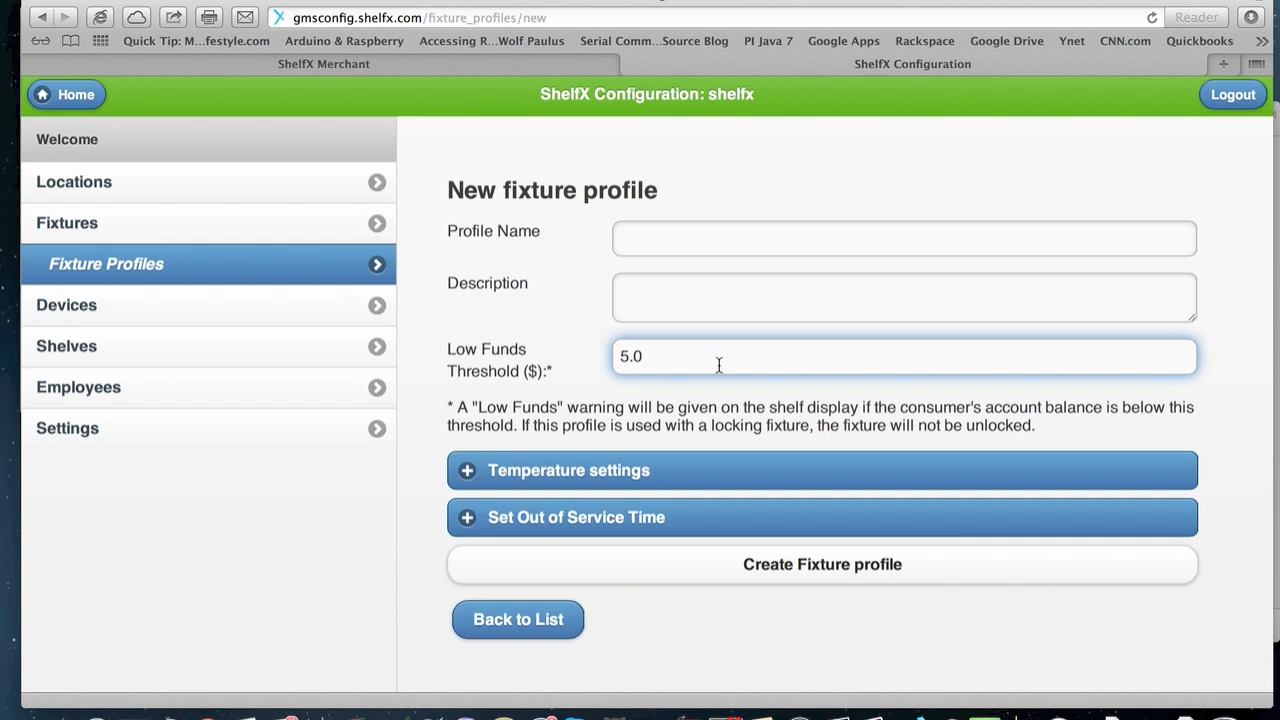 gmsconfig.shelfx.com/fixture_profiles/new
Reader
Quick Tip: M...festyle.com
Arduino & Raspberry
Accessing R...Wolf Paulus
Serial Comm...Source Blog
PI Java 7
Google Apps
Rackspace
Google Drive
Ynet
CNN.com
Quickbooks
ShelfX Merchant
ShelfX Configuration
Home
ShelfX Configuration: shelfx
Logout
Welcome
Locations
Fixtures
Fixture Profiles
Devices
Shelves
Employees
Settings
New fixture profile
Profile Name
Description
Low Funds
Threshold ($):*
5.0
* A "Low Funds" warning will be given on the shelf display if the consumer's account balance is below this
threshold. If this profile is used with a locking fixture, the fixture will not be unlocked.
Temperature settings
Set Out of Service Time
Create Fixture profile
Back to List